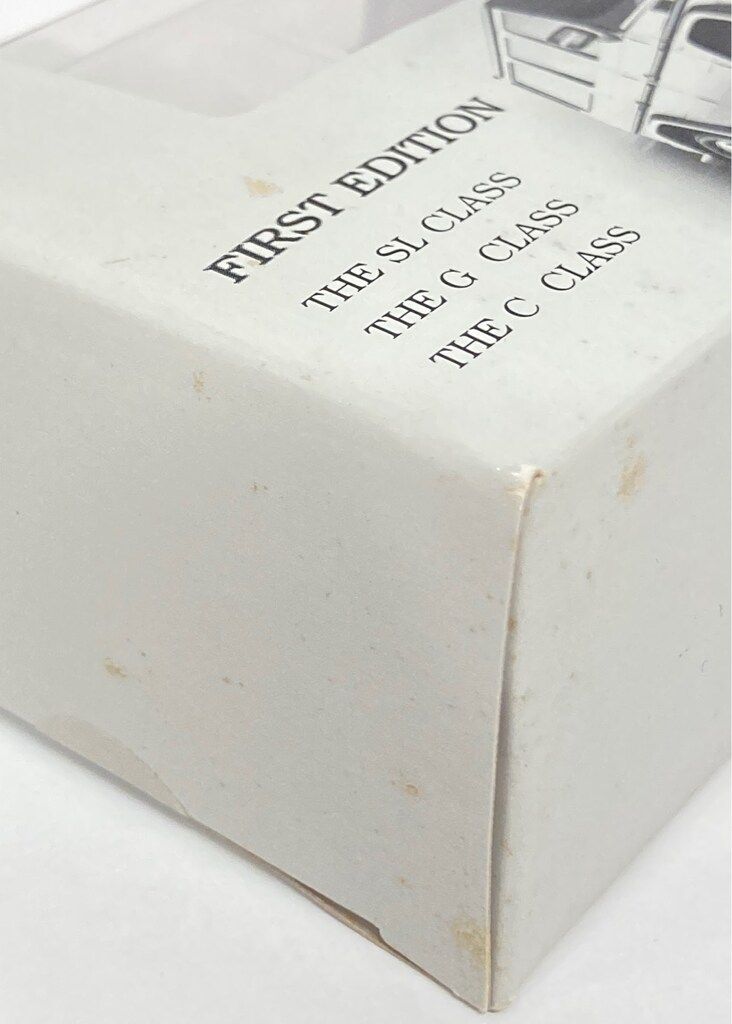 FIRST EDITION
THE SL CLASS
THE G CLASS
THE C CLASS